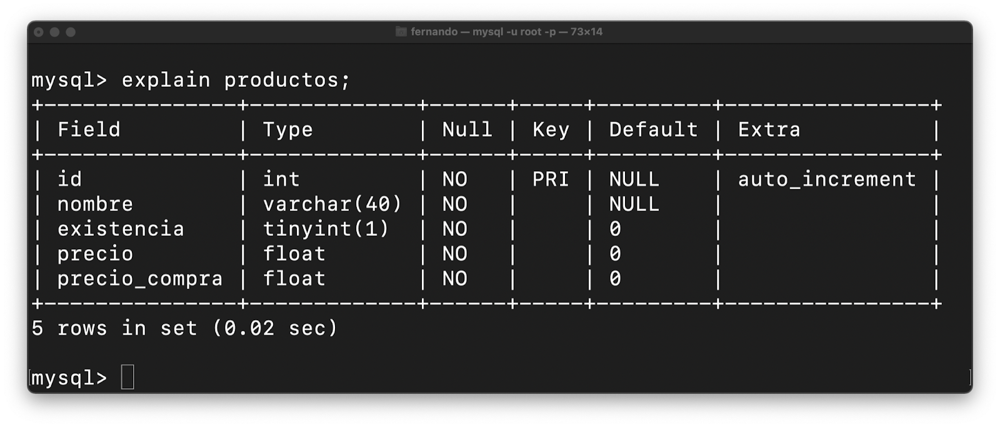 fernando — mysql -u root -p — 73×14
mysql> explain productos;
+----------------+-------------+------+-----+---------+----------------+
| Field | Type | Null | Key | Default | Extra |
+----------------+-------------+------+-----+---------+----------------+
| id | int | NO | PRI | NULL | auto_increment |
| nombre | varchar(40) | NO | | NULL | |
| existencia | tinyint(1) | NO | | 0 | |
| precio | float | NO | | 0 | |
| precio_compra | float | NO | | 0 | |
+----------------+-------------+------+-----+---------+----------------+
5 rows in set (0.02 sec)
mysql>